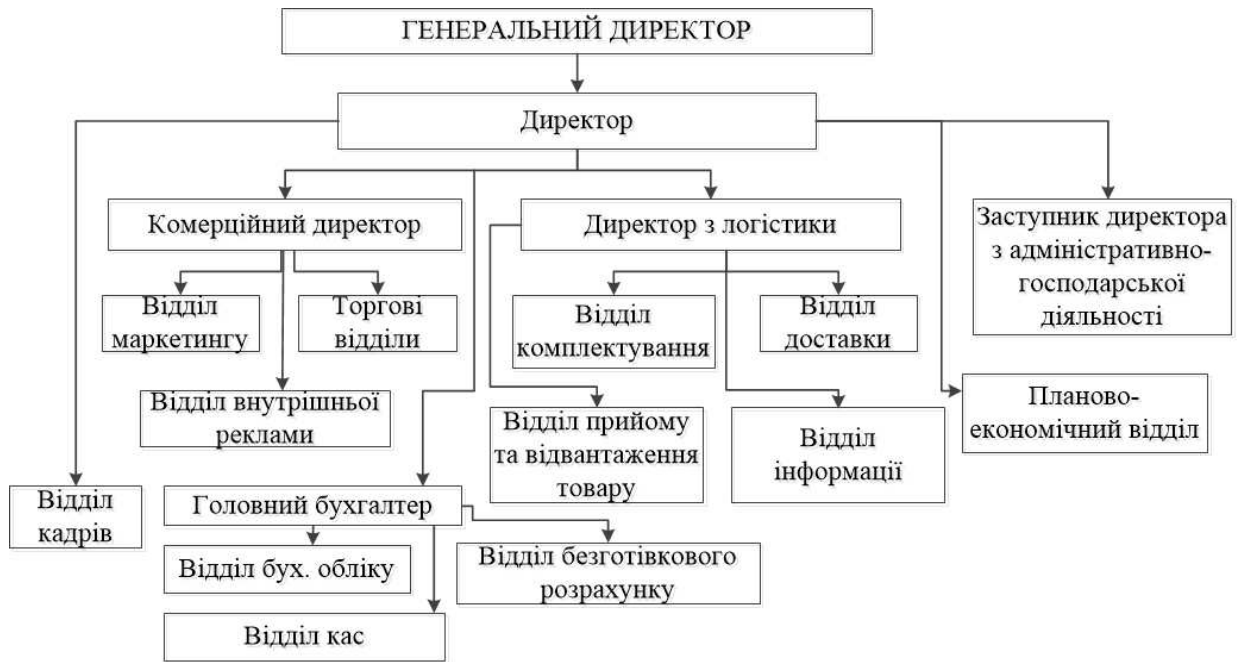 ГЕНЕРАЛЬНИЙ ДИРЕКТОР
Директор
Комерційний директор
Директор з логістики
Заступник директора
з адміністративно-
господарської
діяльності
Відділ
маркетингу
Торгові
відділи
Відділ
комплектування
Відділ
доставки
Відділ внутрішньої
реклами
Відділ прийому
та відвантаження
товару
Відділ
інформації
Планово-
економічний відділ
Відділ
кадрів
Головний бухгалтер
Відділ бух. обліку
Відділ безготівкового
розрахунку
Відділ кас